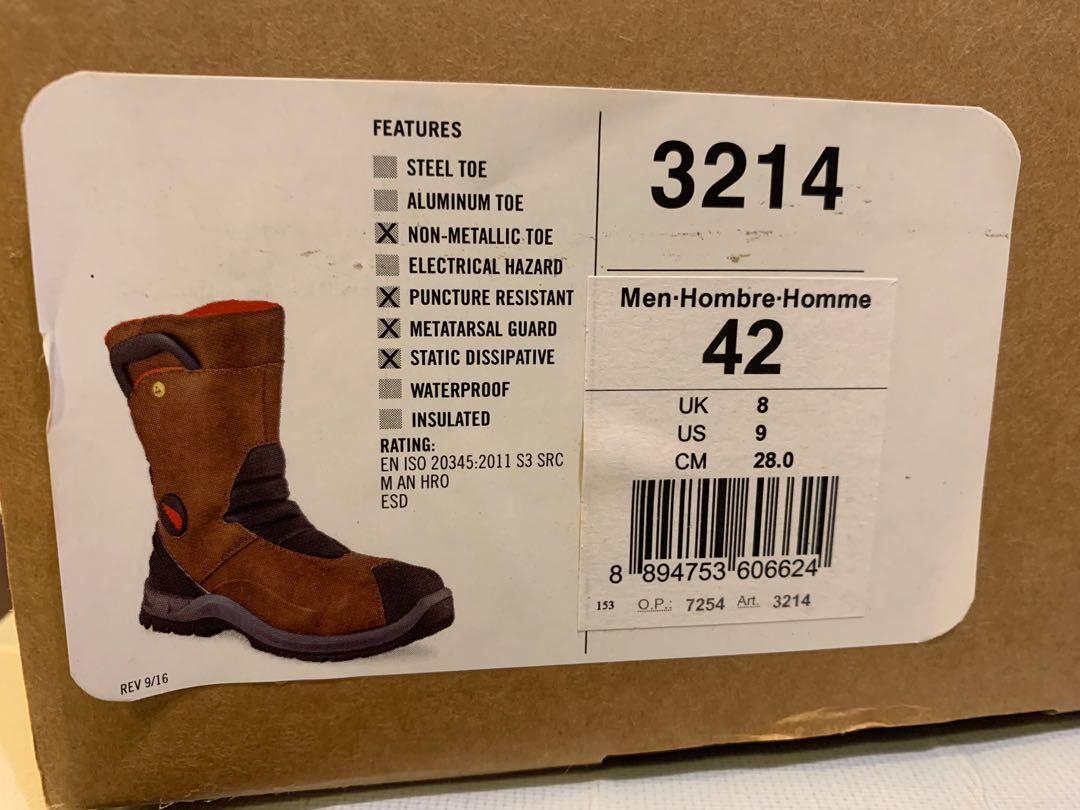 FEATURES
STEEL TOE
ALUMINUM TOE
NON-METALLIC TOE
ELECTRICAL HAZARD
PUNCTURE RESISTANT
METATARSAL GUARD
STATIC DISSIPATIVE
WATERPROOF
INSULATED
RATING:
EN ISO 20345:2011 S3 SRC
M AN HRO
ESD
REV 9/16
3214
Men·Hombre·Homme
42
UK 8
US 9
CM 28.0
8 894753 606624
153 O.P.: 7254 Art. 3214